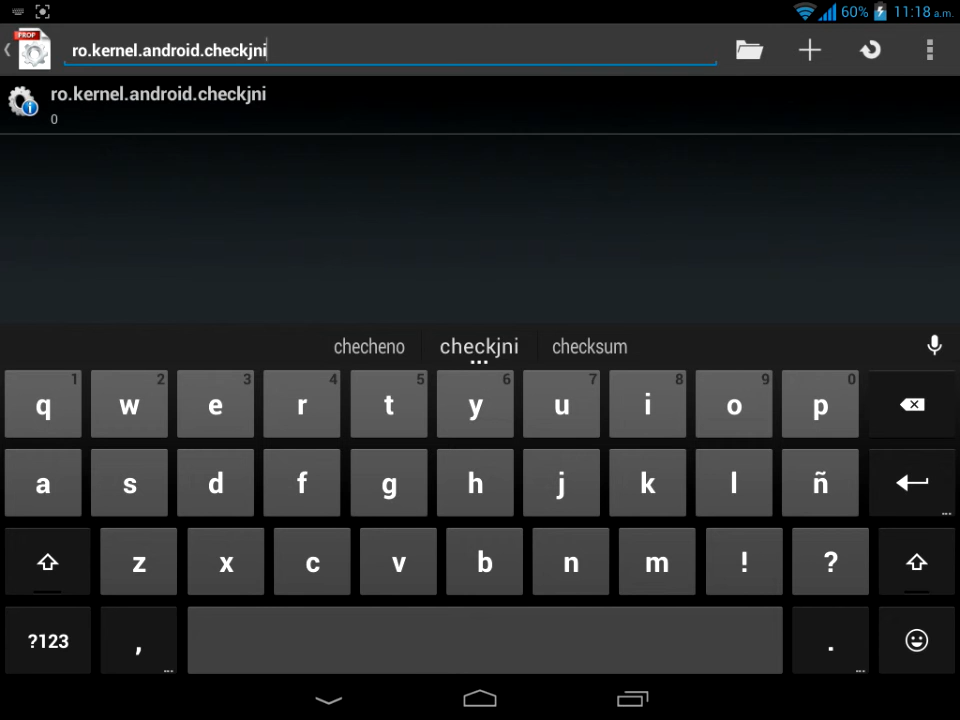 60% 11:18 a.m.
PROP
ro.kernel.android.checkjni
ro.kernel.android.checkjni
0
checheno checkjni checksum
q 1 w 2 e 3 r 4 t 5 y 6 u 7 i 8 o 9 p 0
a s d f g h j k l ñ
z x c v b n m ! ?
?123 , .